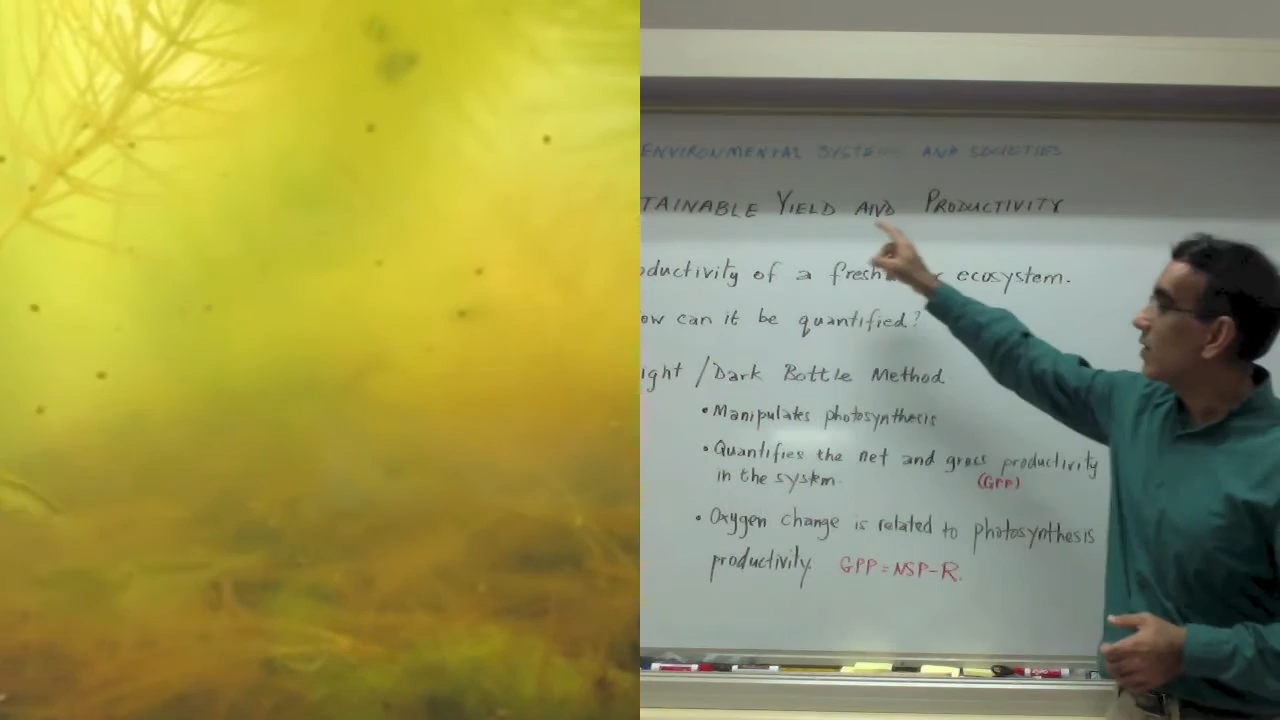 ENVIRONMENTAL SYSTEMS AND SOCIETIES
TAINABLE YIELD AND PRODUCTIVITY
oductivity of a fresh r ecosystem.
ow can it be quantified?
ight / Dark Bottle Method
• Manipulates photosynthesis
• Quantifies the net and gross productivity
(GPP)
in the system
• Oxygen change is related to photosynthesis
productivity. GPP = NSP - R.